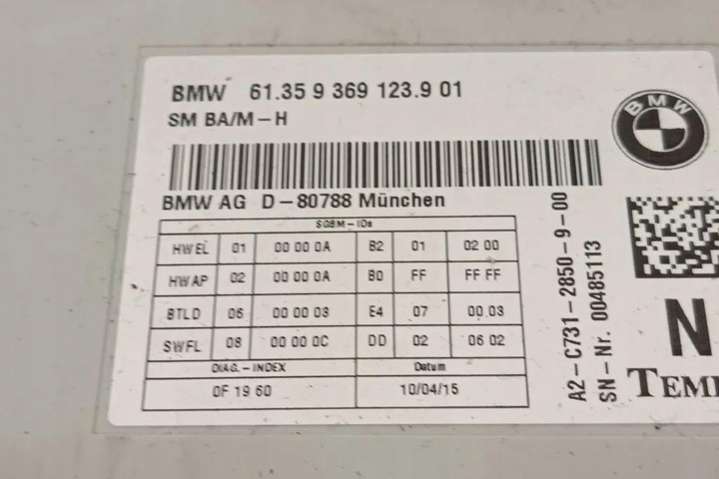 BMW 61.35 9 369 123.9 01
SM BA/M-H
BMW
BMW AG D-80788 München
SGBM-IDs
HWEL 01 00 00 0A B2 01 02 00
HWAP 02 00 00 0A B0 FF FF FF
BTLD 06 00 00 03 E4 07 00 03
SWFL 08 00 00 0C DD 02 06 02
DIAG.-INDEX Datum
0F 19 60 10/04/15
A2-C731-2850-9-00
SN-Nr. 00485113
N
TEMI